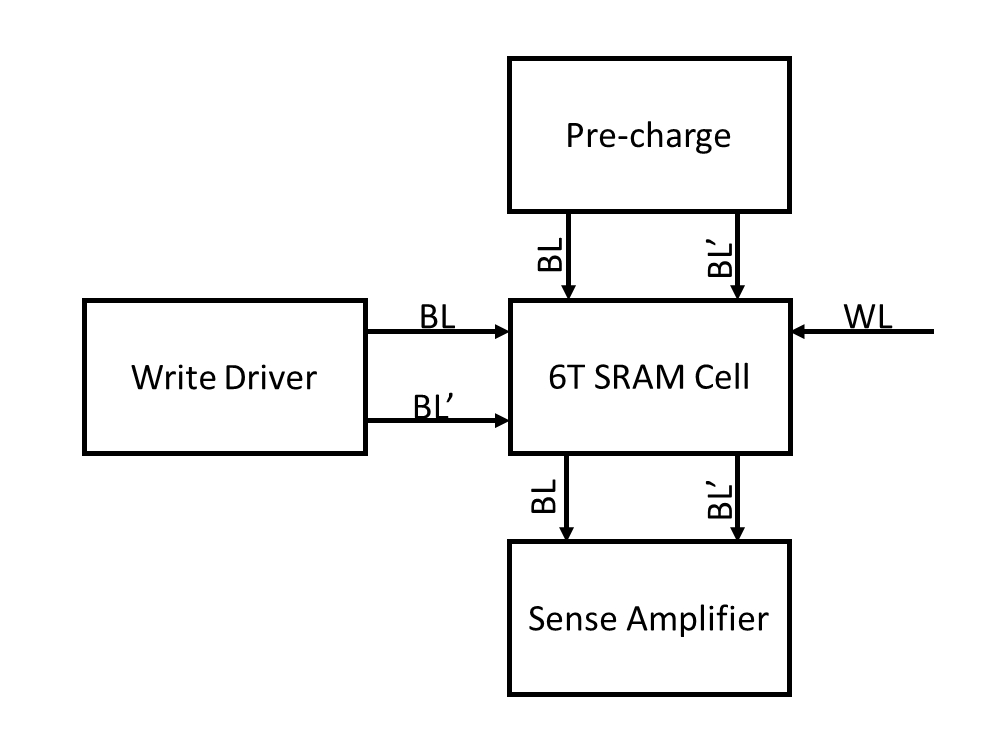 Pre-charge
BL
BL’
BL
WL
Write Driver
6T SRAM Cell
BL’
BL
BL’
Sense Amplifier